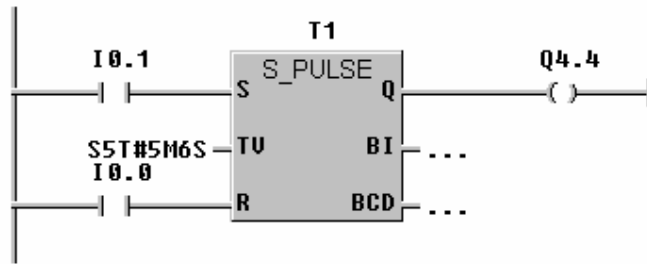 T1
I0.1
S_PULSE
Q4.4
S
Q
S5T#5M6S
TV
BI
...
I0.0
R
BCD
...